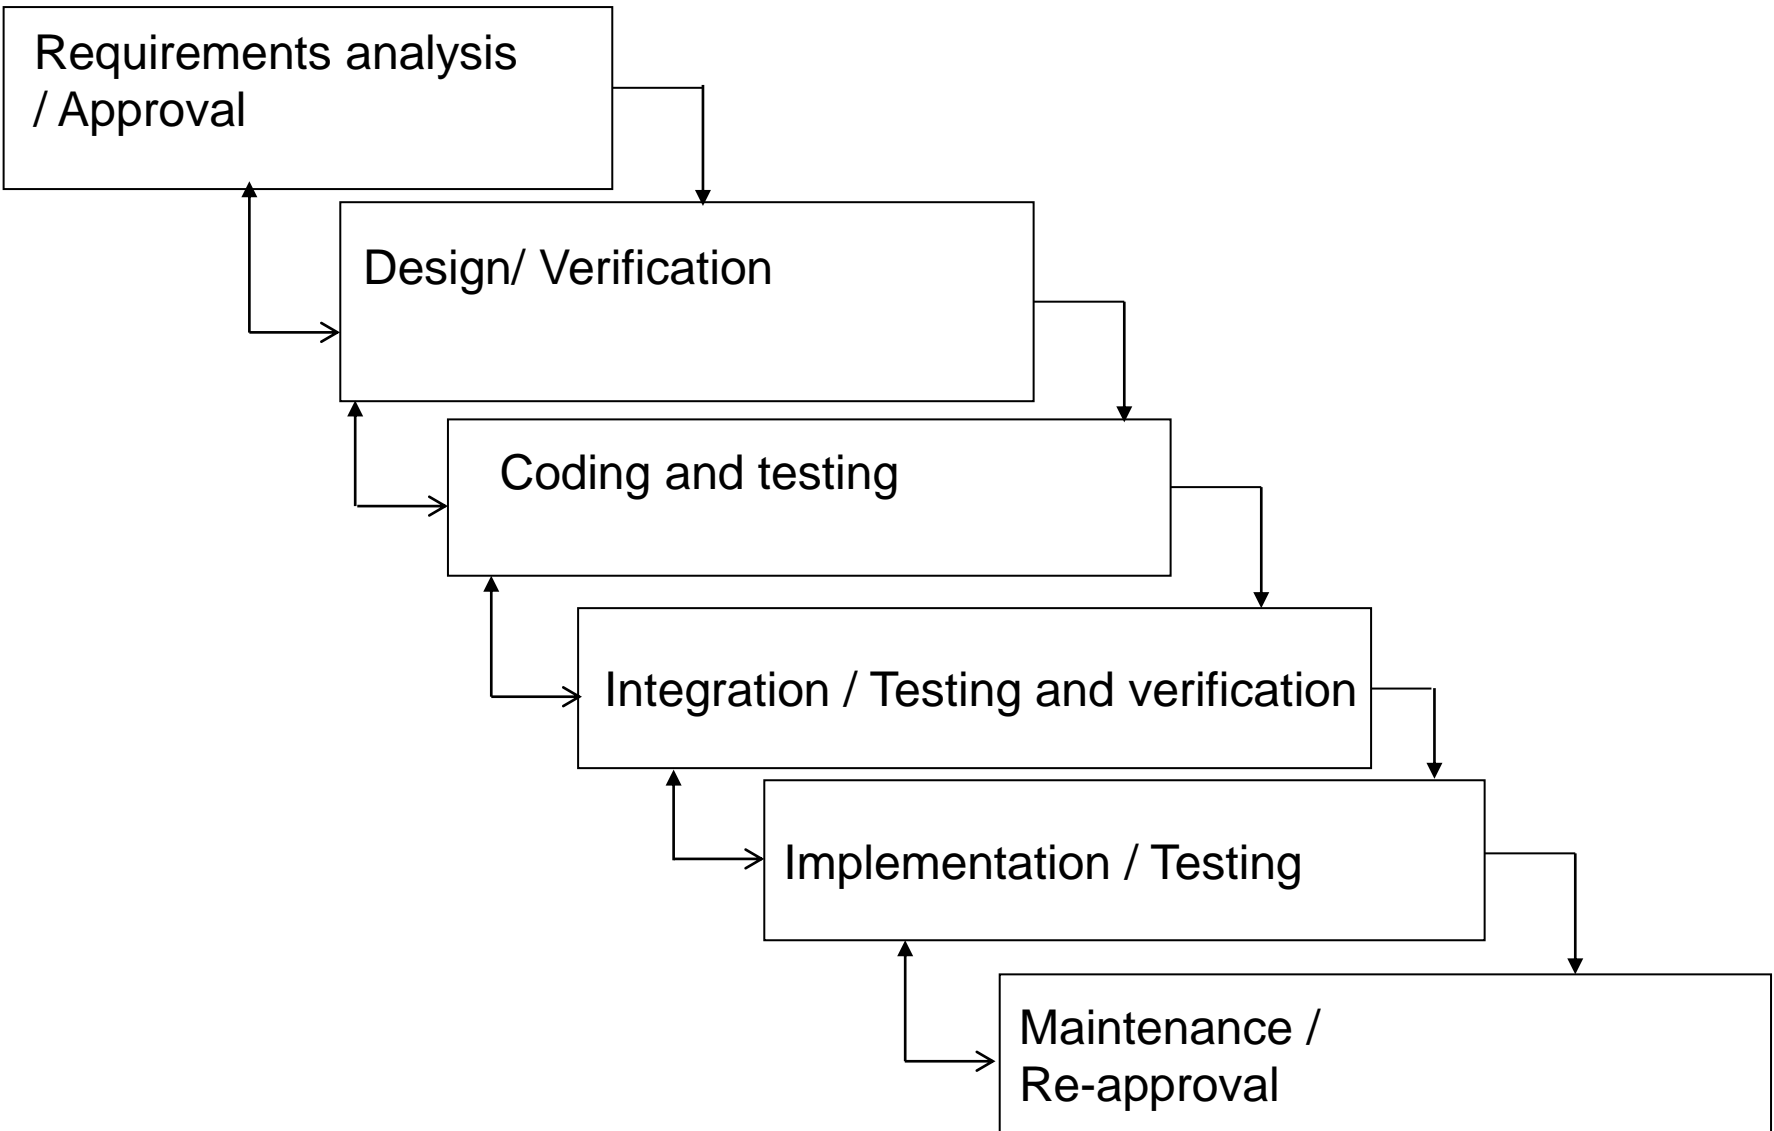 Requirements analysis
/ Approval
Design/ Verification
Coding and testing
Integration / Testing and verification
Implementation / Testing
Maintenance /
Re-approval